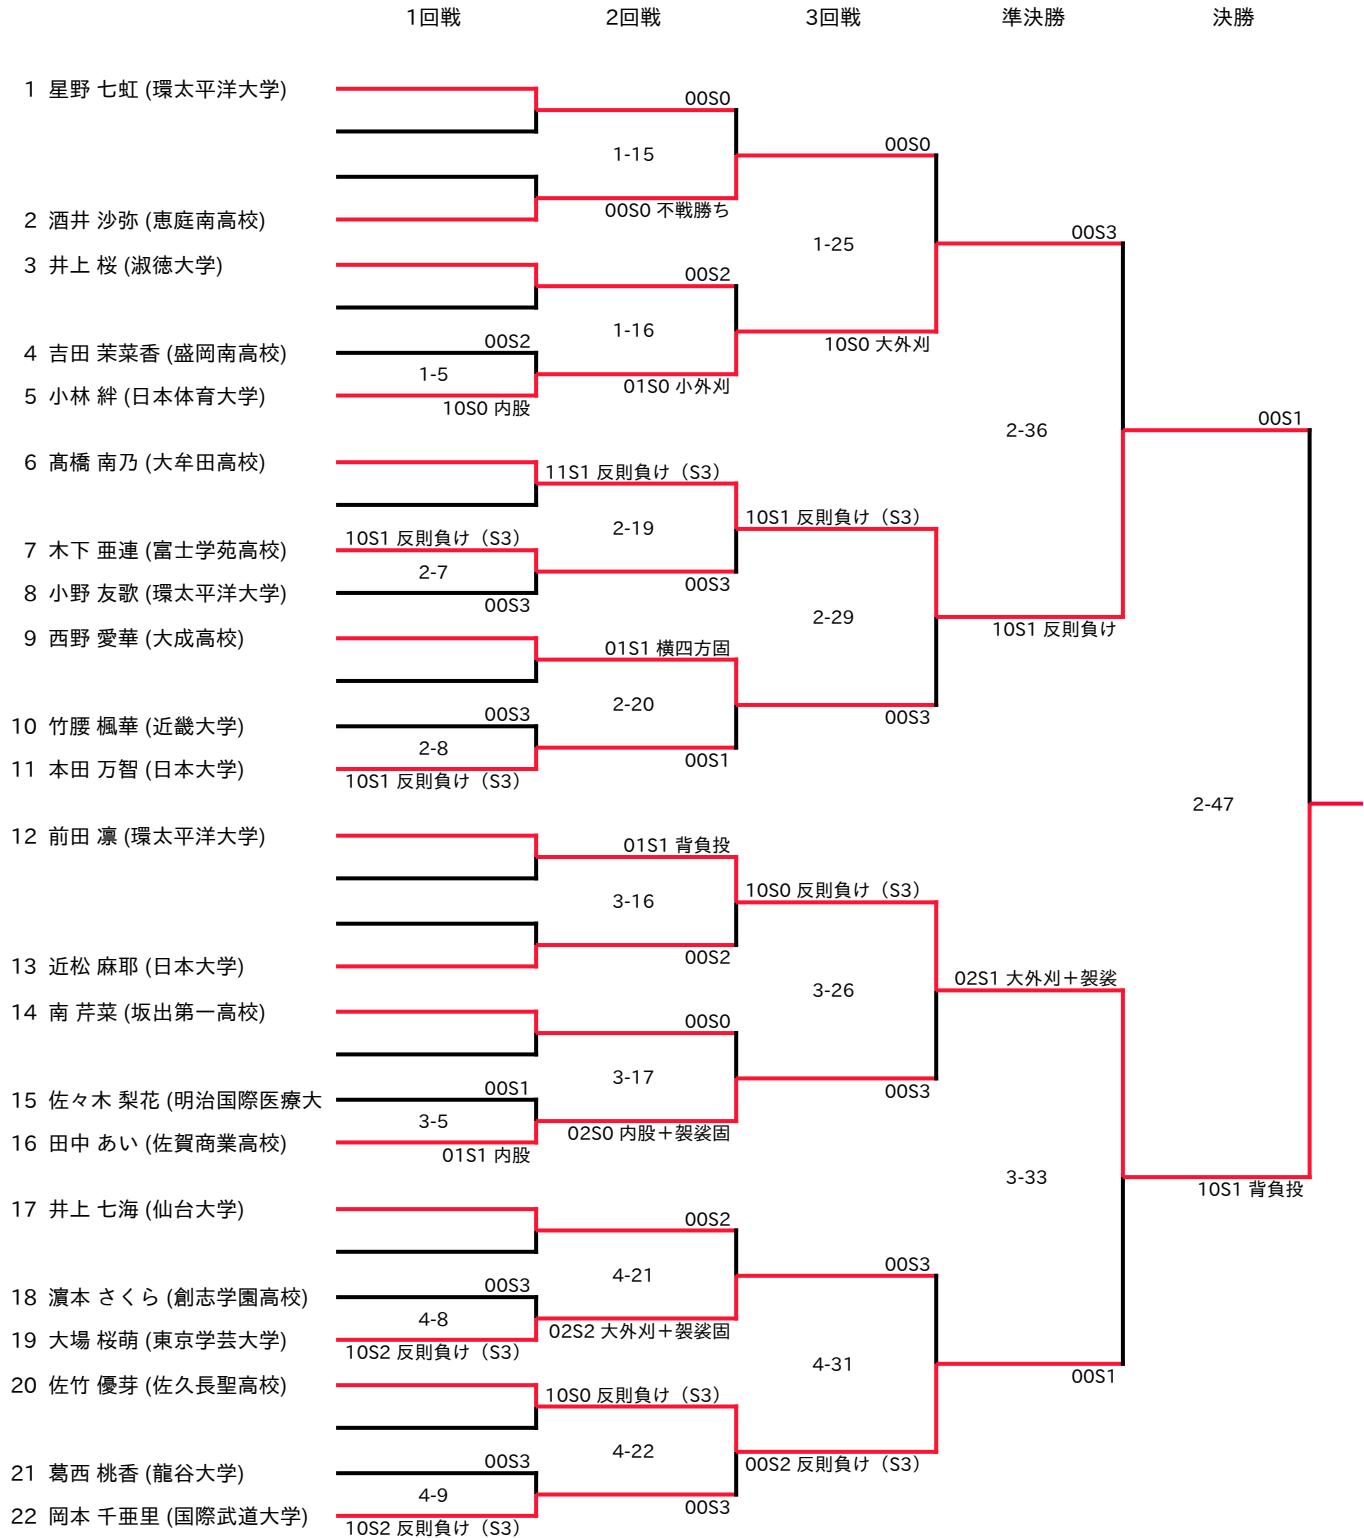 1回戦 2回戦 3回戦 準決勝 決勝
1 星野 七虹 (環太平洋大学)
00S0
1-15
00S0
00S0 不戦勝ち
2 酒井 沙弥 (恵庭南高校)
00S3
1-25
3 井上 桜 (淑徳大学)
00S2
1-16
10S0 大外刈
00S2
4 吉田 茉菜香 (盛岡南高校)
1-5
01S0 小外刈
5 小林 絆 (日本体育大学)
10S0 内股
00S1
2-36
6 髙橋 南乃 (大牟田高校)
11S1 反則負け（S3）
10S1 反則負け（S3）
2-19
10S1 反則負け（S3）
7 木下 亜連 (富士学苑高校)
2-7
00S3
8 小野 友歌 (環太平洋大学)
00S3
2-29
10S1 反則負け
9 西野 愛華 (大成高校)
01S1 横四方固
2-20
00S3
00S3
10 竹腰 楓華 (近畿大学)
2-8
00S1
11 本田 万智 (日本大学)
10S1 反則負け（S3）
2-47
12 前田 凛 (環太平洋大学)
01S1 背負投
10S0 反則負け（S3）
3-16
00S2
13 近松 麻耶 (日本大学)
02S1 大外刈＋袈裟
3-26
14 南 芹菜 (坂出第一高校)
00S0
3-17
00S3
00S1
15 佐々木 梨花 (明治国際医療大
3-5
02S0 内股＋袈裟固
16 田中 あい (佐賀商業高校)
01S1 内股
3-33
10S1 背負投
17 井上 七海 (仙台大学)
00S2
00S3
4-21
00S3
18 濵本 さくら (創志学園高校)
4-8
02S2 大外刈＋袈裟固
19 大場 桜萌 (東京学芸大学)
10S2 反則負け（S3）
4-31
00S1
20 佐竹 優芽 (佐久長聖高校)
10S0 反則負け（S3）
4-22
00S2 反則負け（S3）
00S3
21 葛西 桃香 (龍谷大学)
4-9
00S3
22 岡本 千亜里 (国際武道大学)
10S2 反則負け（S3）